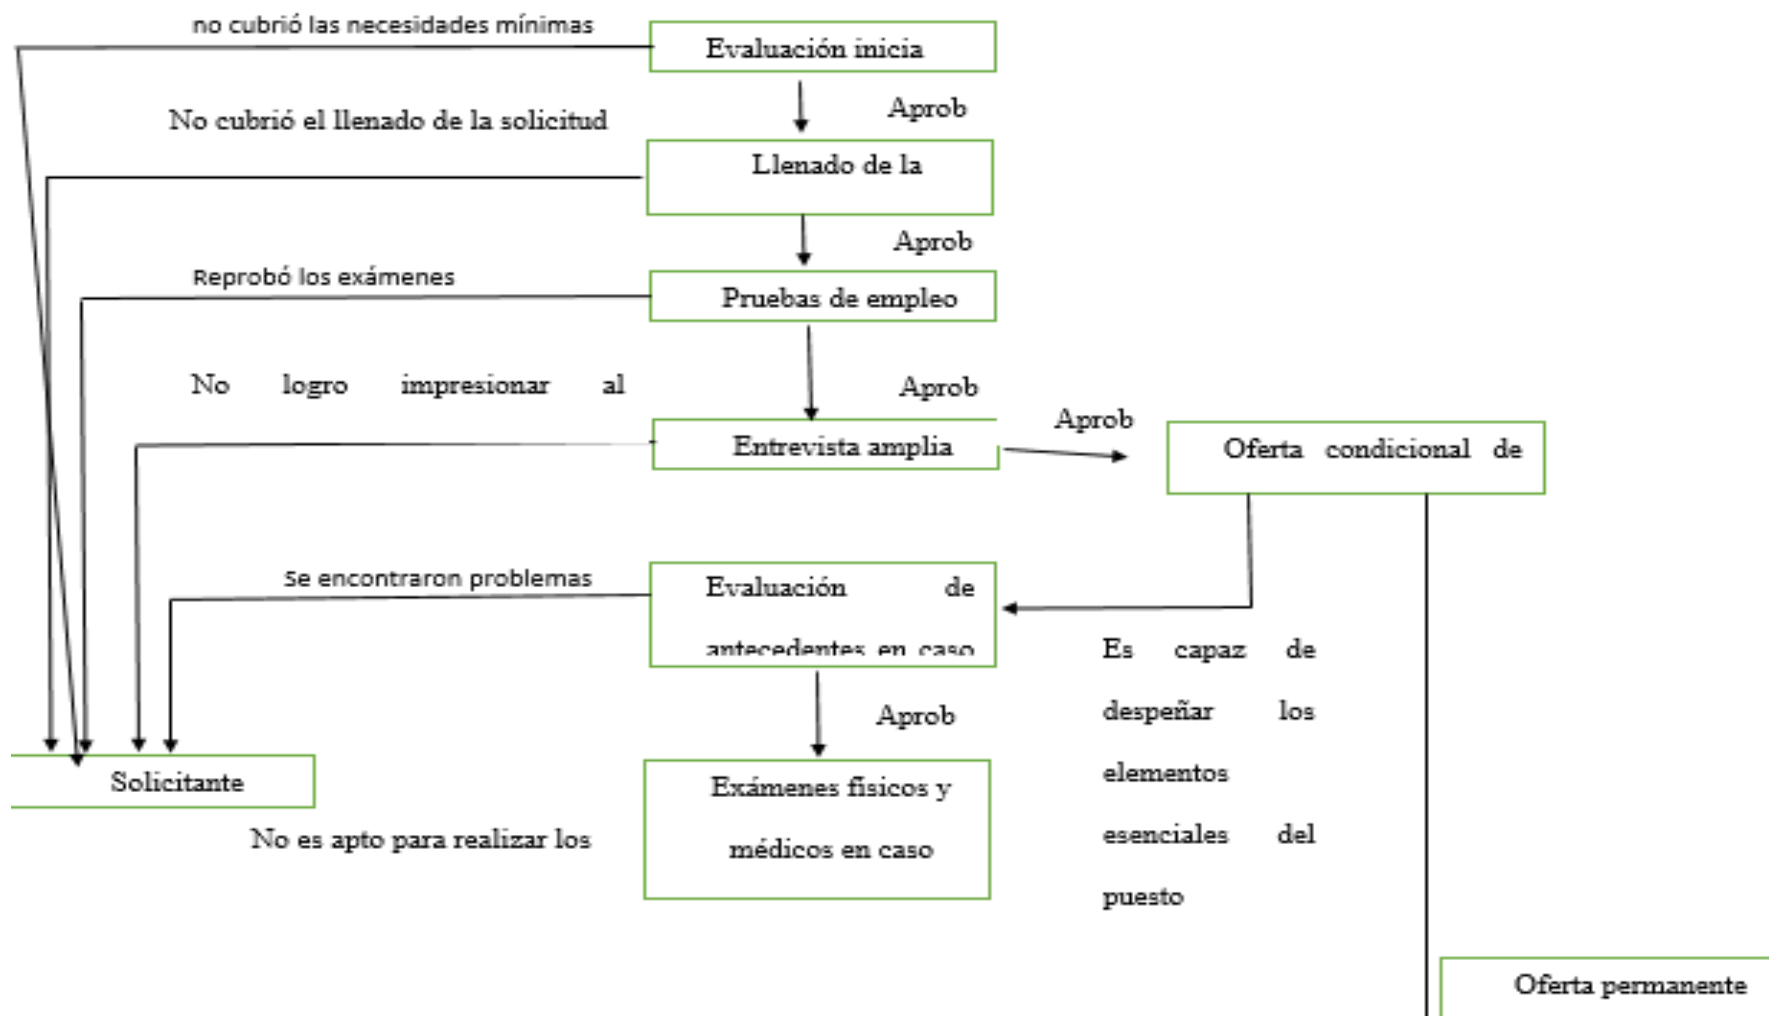 no cubrió las necesidades mínimas
Evaluación inicia
Aprob
No cubrió el llenado de la solicitud
Llenado de la
Aprob
Reprobó los exámenes
Pruebas de empleo
No logro impresionar al
Aprob
Aprob
Entrevista amplia
Oferta condicional de
Se encontraron problemas
Evaluación de
antecedentes en caso
Es capaz de
despeñar los
elementos
esenciales del
puesto
Aprob
Solicitante
Exámenes físicos y
médicos en caso
No es apto para realizar los
Oferta permanente